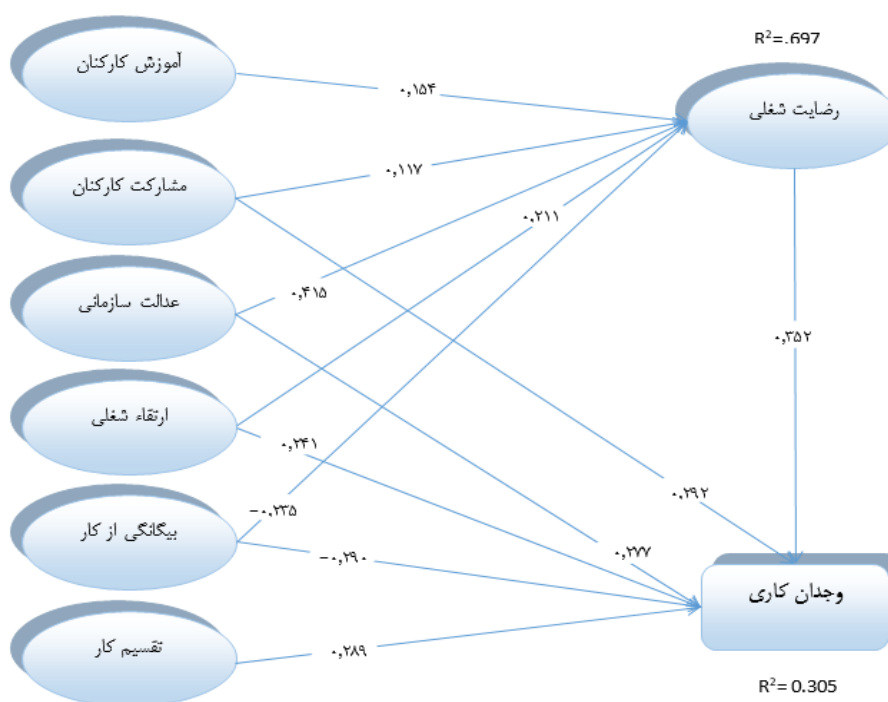 R²=.697
آموزش کارکنان
رضایت شغلی
۰,۱۵۴
مشارکت کارکنان
۰,۱۱۷
۰,۲۱۱
عدالت سازمانی
۰,۴۱۵
۰,۳۵۲
ارتقاء شغلی
۰,۲۴۱
۰,۲۹۲
-۰,۲۳۵
بیگانگی از کار
-۰,۲۹۰
۰,۲۷۷
وجدان کاری
تقسیم کار
۰,۲۸۹
R²= 0.305